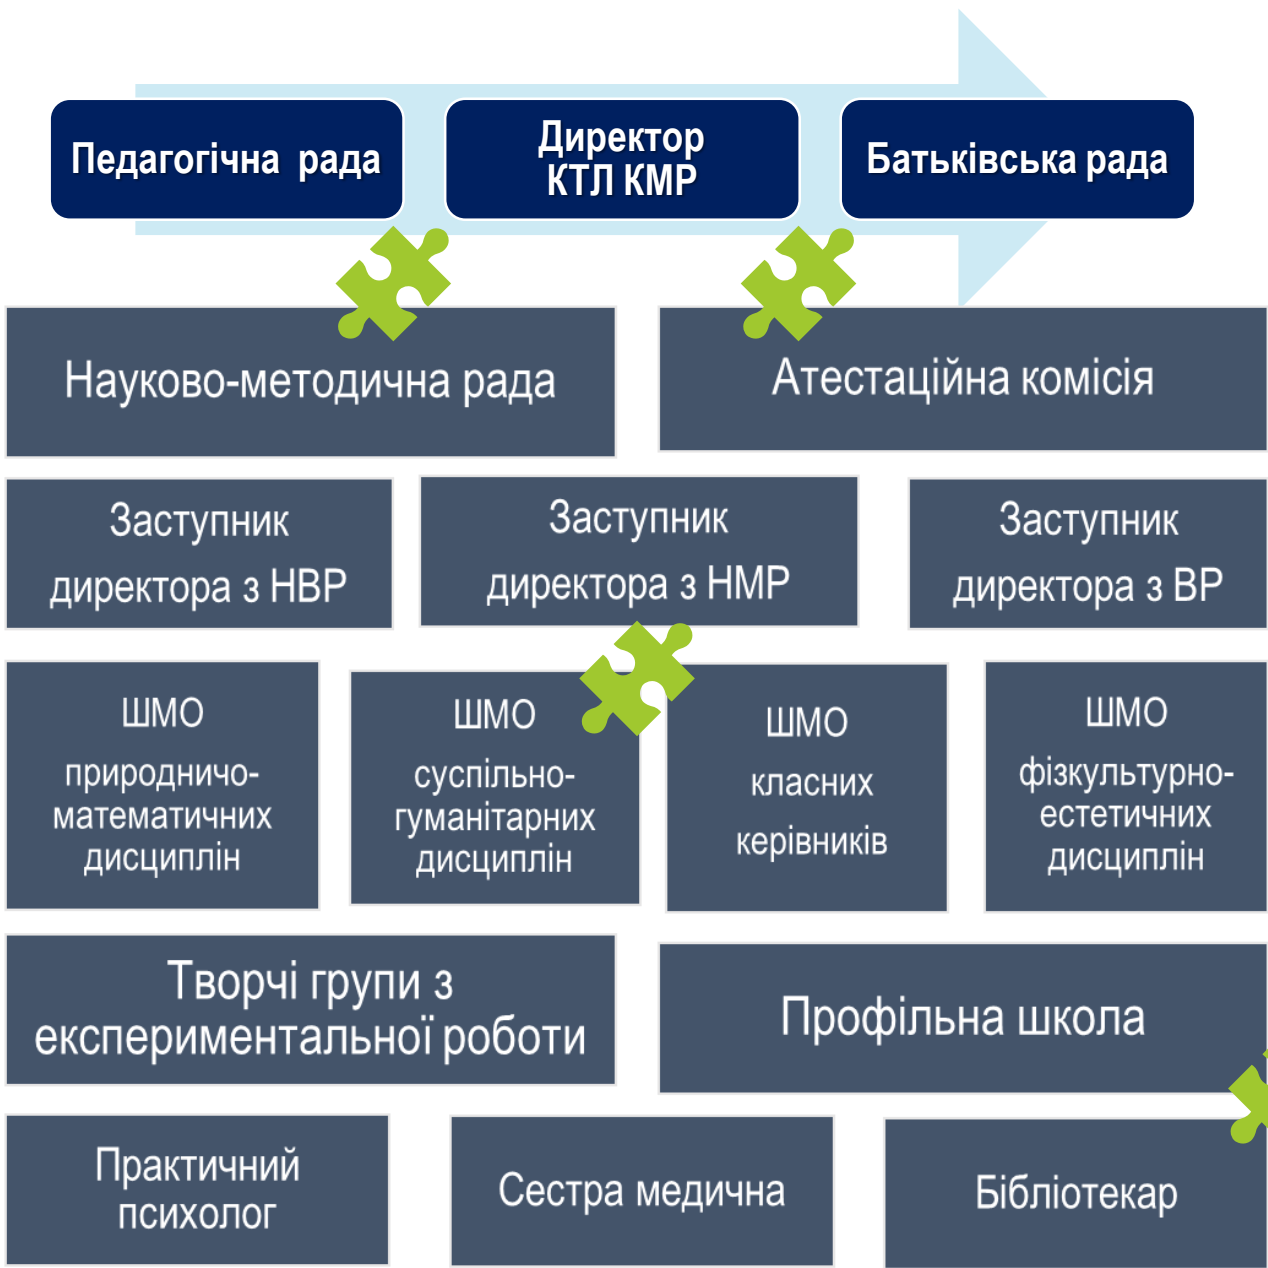 Педагогічна рада
Директор
КТЛ КМР
Батьківська рада
Науково-методична рада
Атестаційна комісія
Заступник
директора з НВР
Заступник
директора з НМР
Заступник
директора з ВР
ШМО
природничо-
математичних
дисциплін
ШМО
суспільно-
гуманітарних
дисциплін
ШМО
класних
керівників
ШМО
фізкультурно-
естетичних
дисциплін
Творчі групи з
експериментальної роботи
Профільна школа
Практичний
психолог
Сестра медична
Бібліотекар